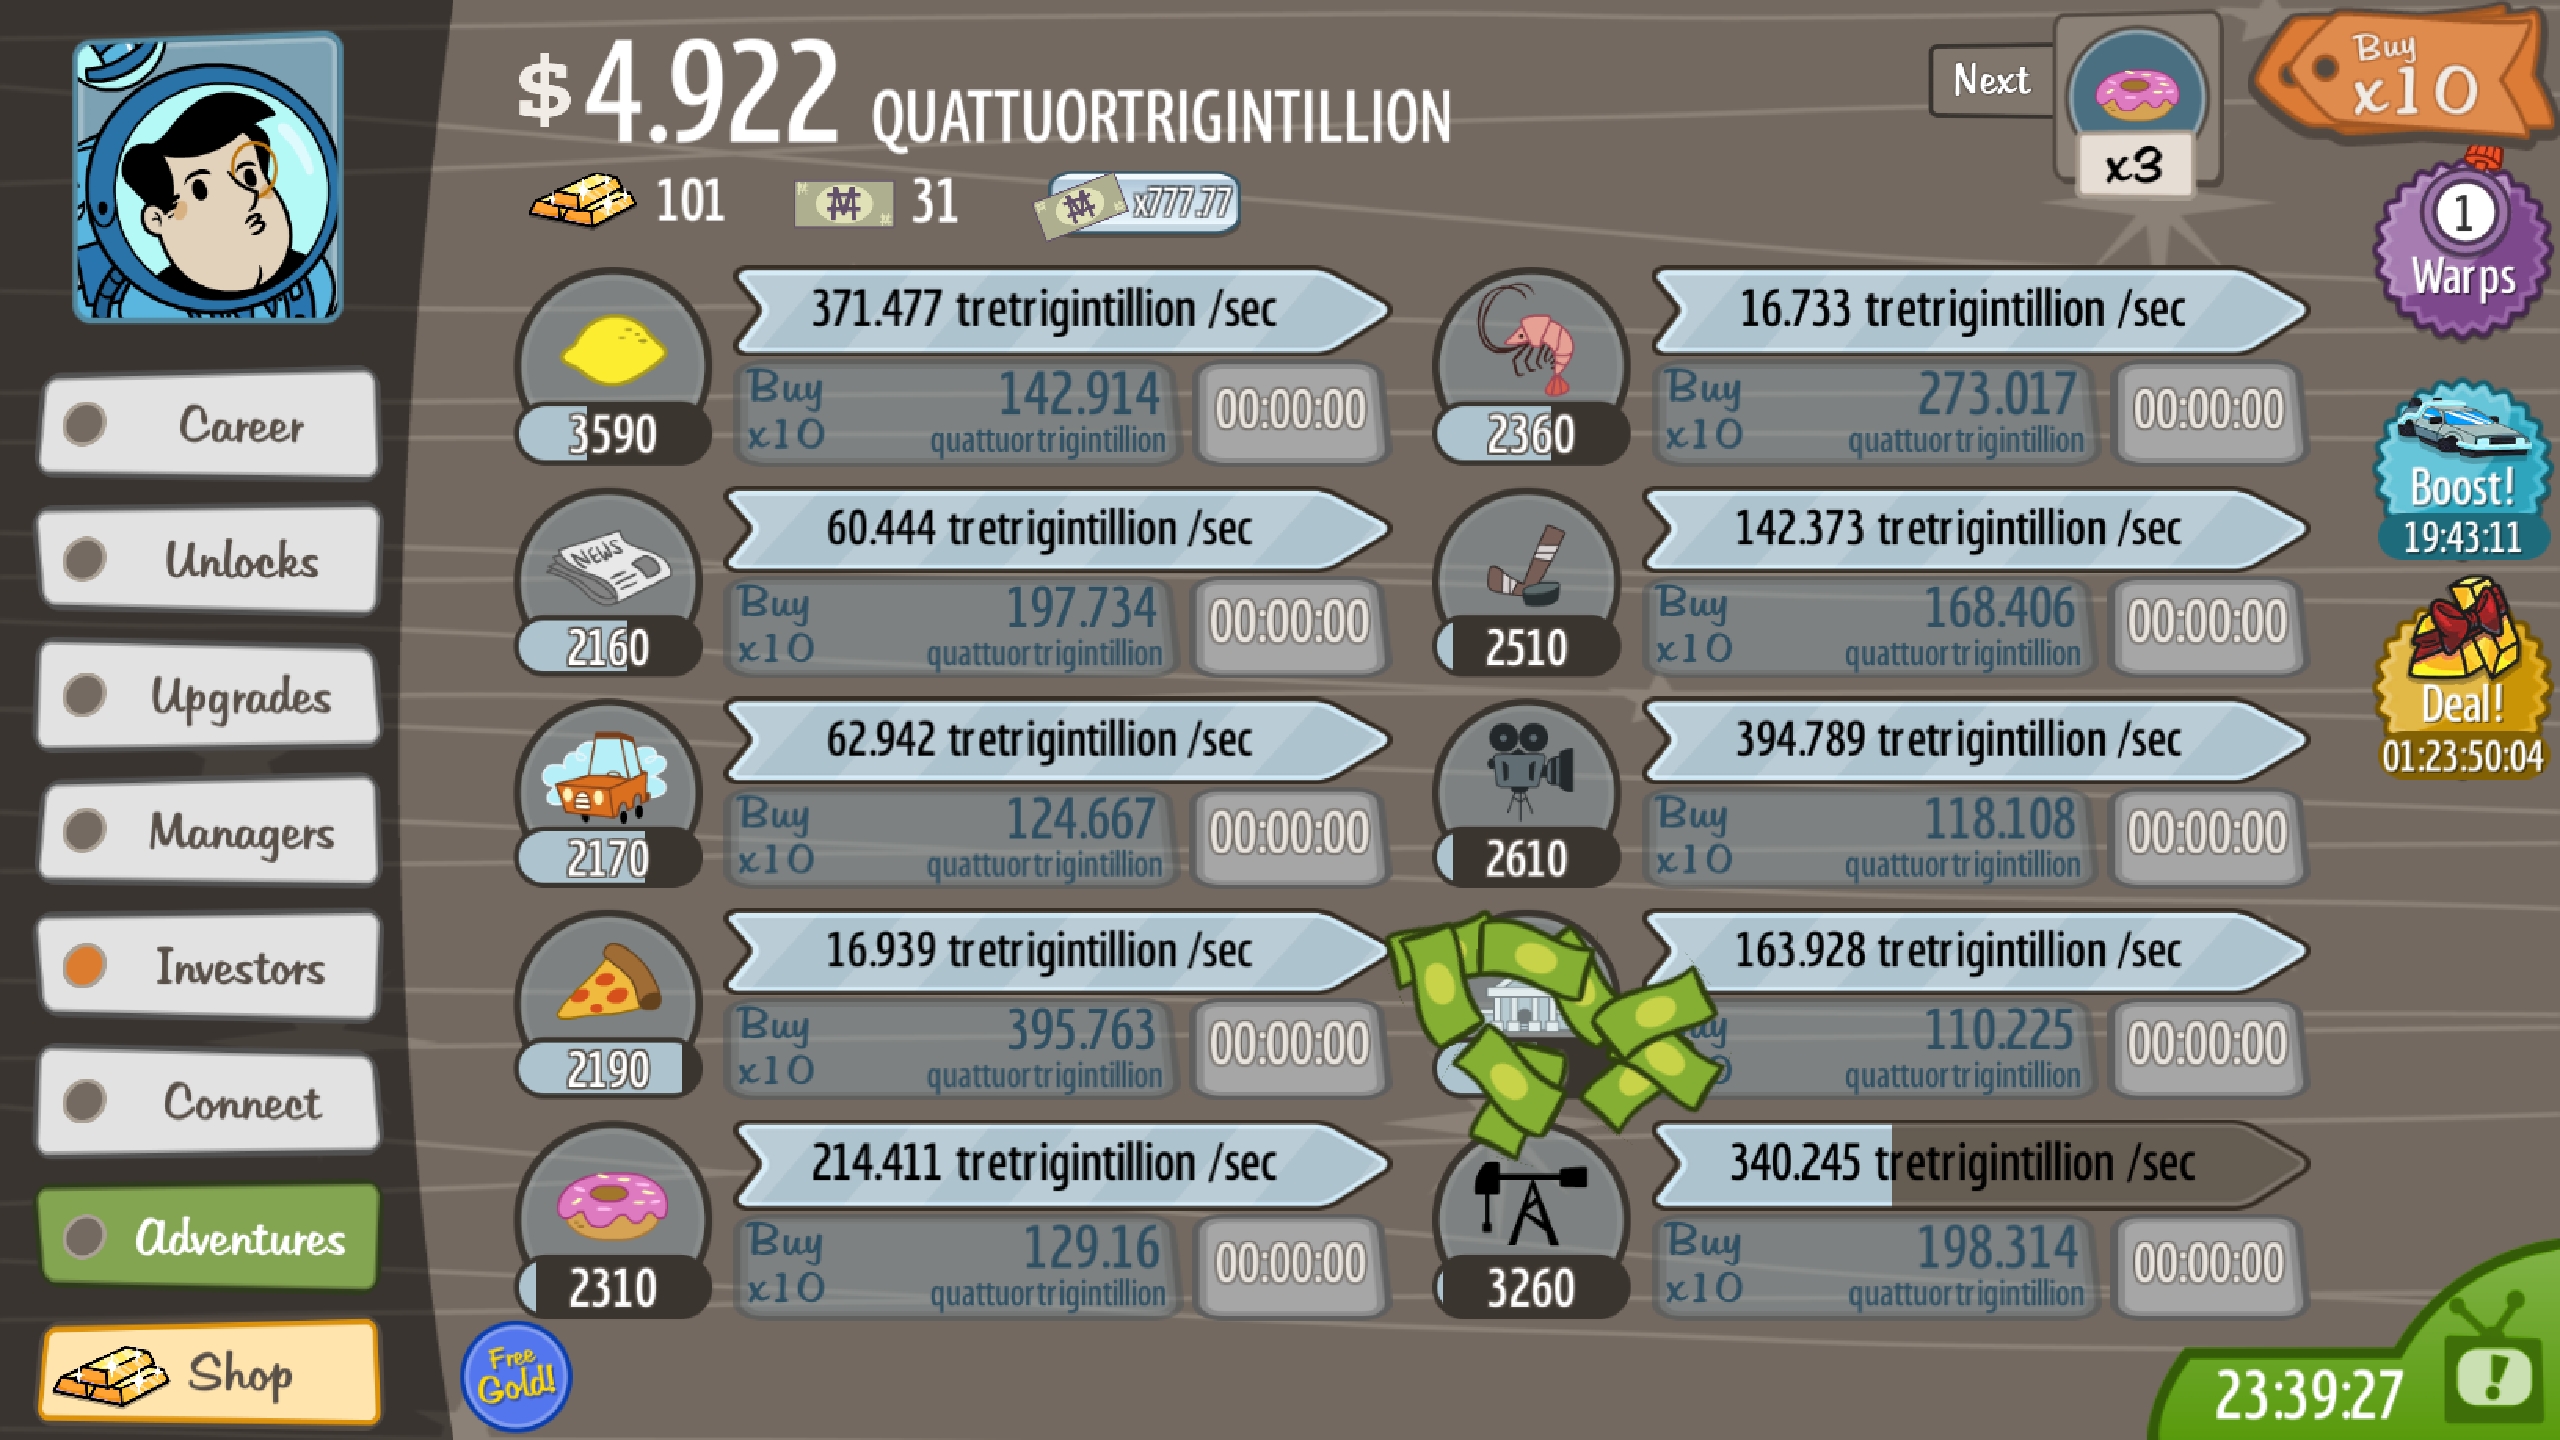 $4.922 QUATTUORTRIGINTILLION
Next
x3
Buy
x10
101
31
x777.77
1
Warps
Career
Unlocks
Upgrades
Managers
Investors
Connect
Adventures
Shop
371.477 tretrigintillion /sec
3590
Buy
x10
142.914
quattuortrigintillion
00:00:00
16.733 tretrigintillion /sec
2360
Buy
x10
273.017
quattuortrigintillion
00:00:00
NEWS
60.444 tretrigintillion /sec
2160
Buy
x10
197.734
quattuortrigintillion
00:00:00
142.373 tretrigintillion /sec
2510
Buy
x10
168.406
quattuortrigintillion
00:00:00
62.942 tretrigintillion /sec
2170
Buy
x10
124.667
quattuortrigintillion
00:00:00
394.789 tretrigintillion /sec
2610
Buy
x10
118.108
quattuortrigintillion
00:00:00
16.939 tretrigintillion /sec
2190
Buy
x10
395.763
quattuortrigintillion
00:00:00
163.928 tretrigintillion /sec
110.225
quattuortrigintillion
00:00:00
214.411 tretrigintillion /sec
2310
Buy
x10
129.16
quattuortrigintillion
00:00:00
340.245 tretrigintillion /sec
3260
Buy
x10
198.314
quattuortrigintillion
00:00:00
Boost!
19:43:11
Deal!
01:23:50:04
Free
Gold!
23:39:27
!